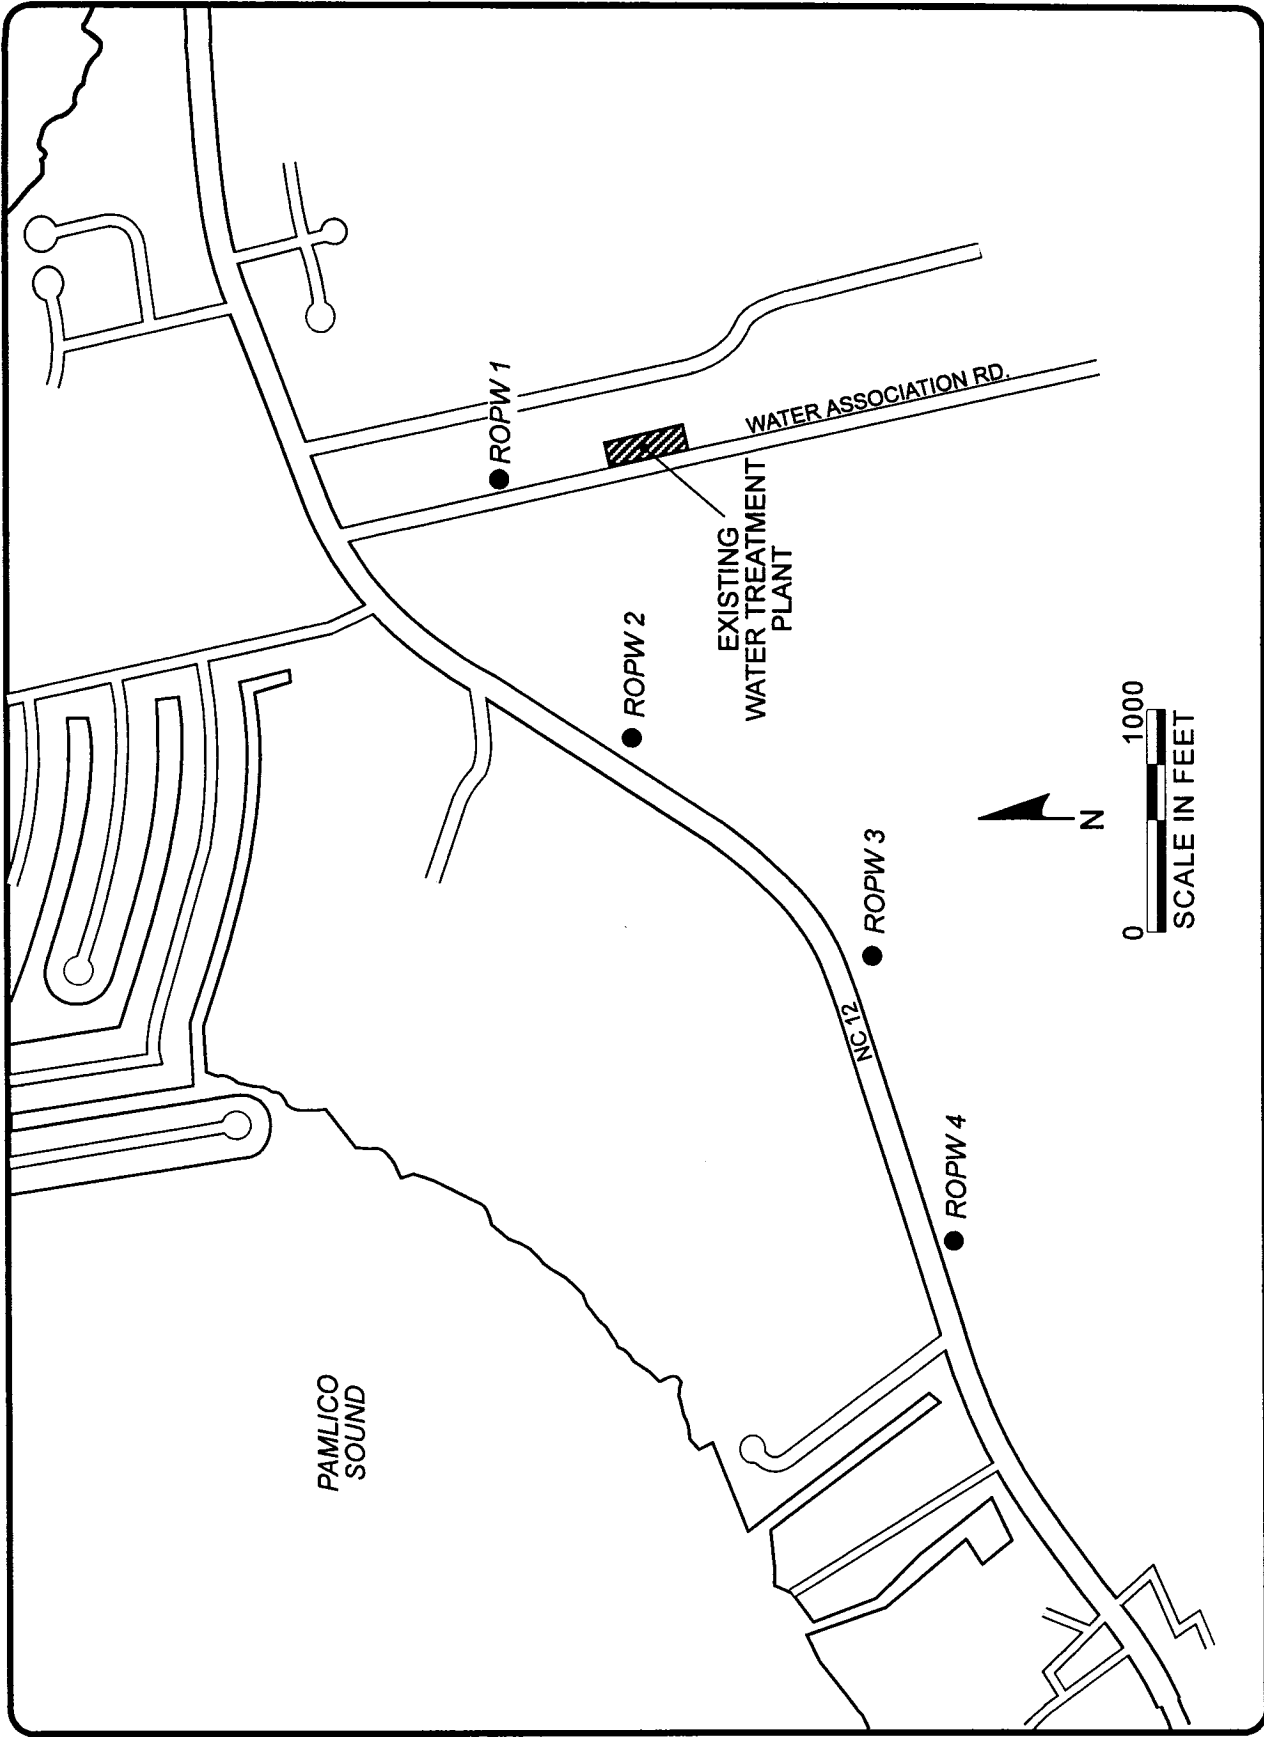 PAMLICO
SOUND
ROPW 1
WATER ASSOCIATION RD.
EXISTING
WATER TREATMENT
PLANT
ROPW 2
ROPW 3
NC 12
ROPW 4
N
0 1000
SCALE IN FEET